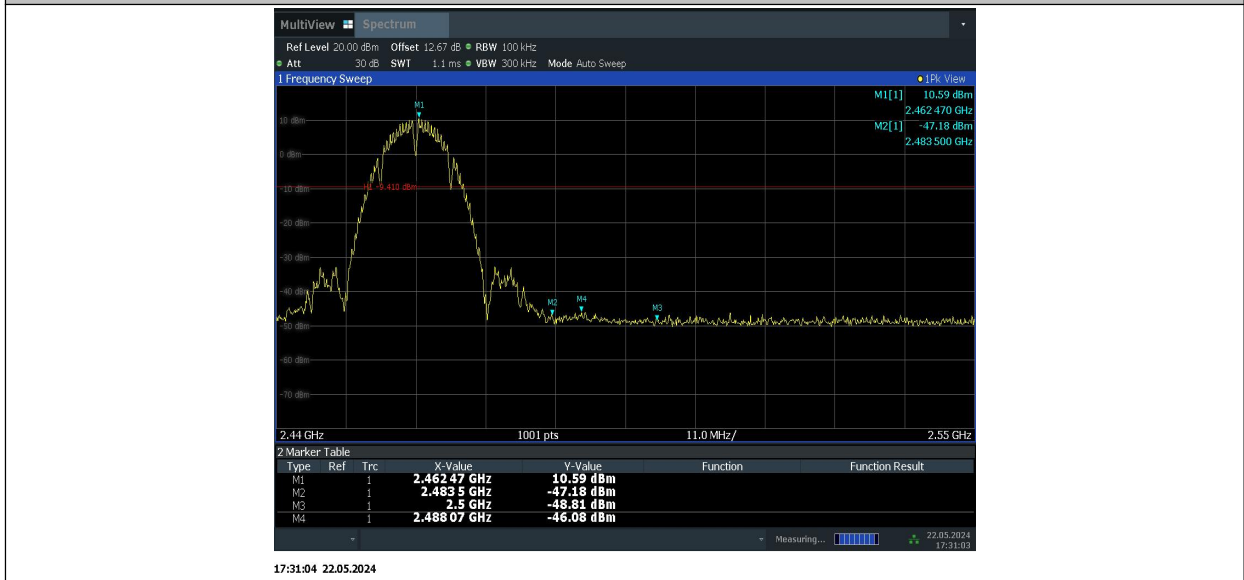 MultiView Spectrum
Ref Level 20.00 dBm Offset 12.67 dB RBW 100 kHz
Att 30 dB SWT 1.1 ms VBW 300 kHz Mode Auto Sweep
1 Frequency Sweep 1Pk View
M1[1] 10.59 dBm
2.462 470 GHz
M2[1] -47.18 dBm
2.483 500 GHz
M1
10 dBm
0 dBm
-10 dBm
H1 -9.410 dBm
-20 dBm
-30 dBm
-40 dBm
M2 M4 M3
-50 dBm
-60 dBm
-70 dBm
2.44 GHz 1001 pts 11.0 MHz/ 2.55 GHz
2 Marker Table
Type Ref Trc X-Value Y-Value Function Function Result
M1 1 2.462 47 GHz 10.59 dBm
M2 1 2.483 5 GHz -47.18 dBm
M3 1 2.5 GHz -48.81 dBm
M4 1 2.488 07 GHz -46.08 dBm
Measuring... 22.05.2024
17:31:03
17:31:04 22.05.2024